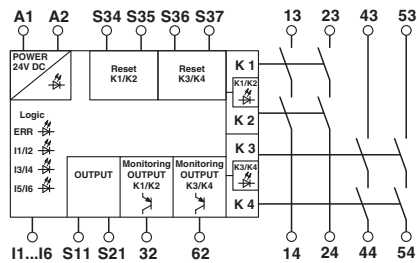 A1 A2 S34 S35 S36 S37 13 23 43 53
POWER
24V DC
Reset
K1/K2
Reset
K3/K4
K 1
K1/K2
K 2
Logic
ERR
I1/I2
I3/I4
I5/I6
OUTPUT
Monitoring
OUTPUT
K1/K2
Monitoring
OUTPUT
K3/K4
K 3
K3/K4
K 4
I1...I6 S11 S21 32 62 14 24 44 54